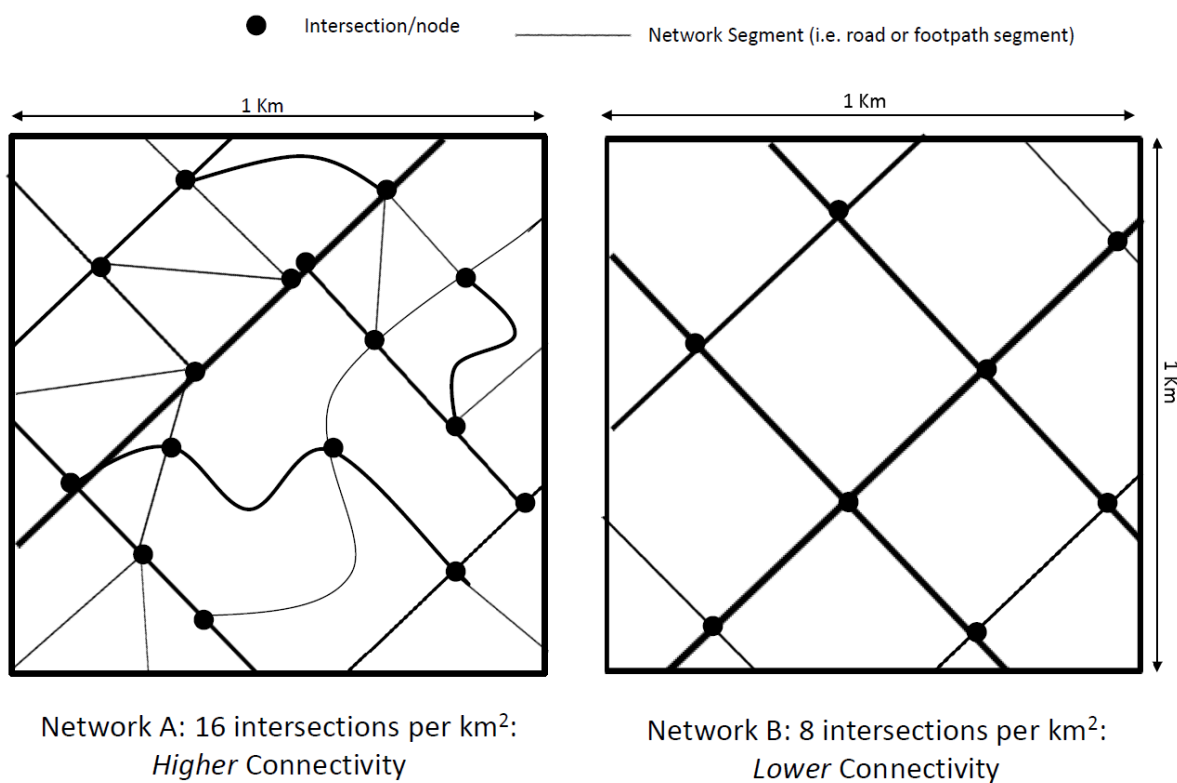 Intersection/node
Network Segment (i.e. road or footpath segment)
1 Km
1 Km
1 Km
Network A: 16 intersections per km²:
Higher Connectivity
Network B: 8 intersections per km²:
Lower Connectivity